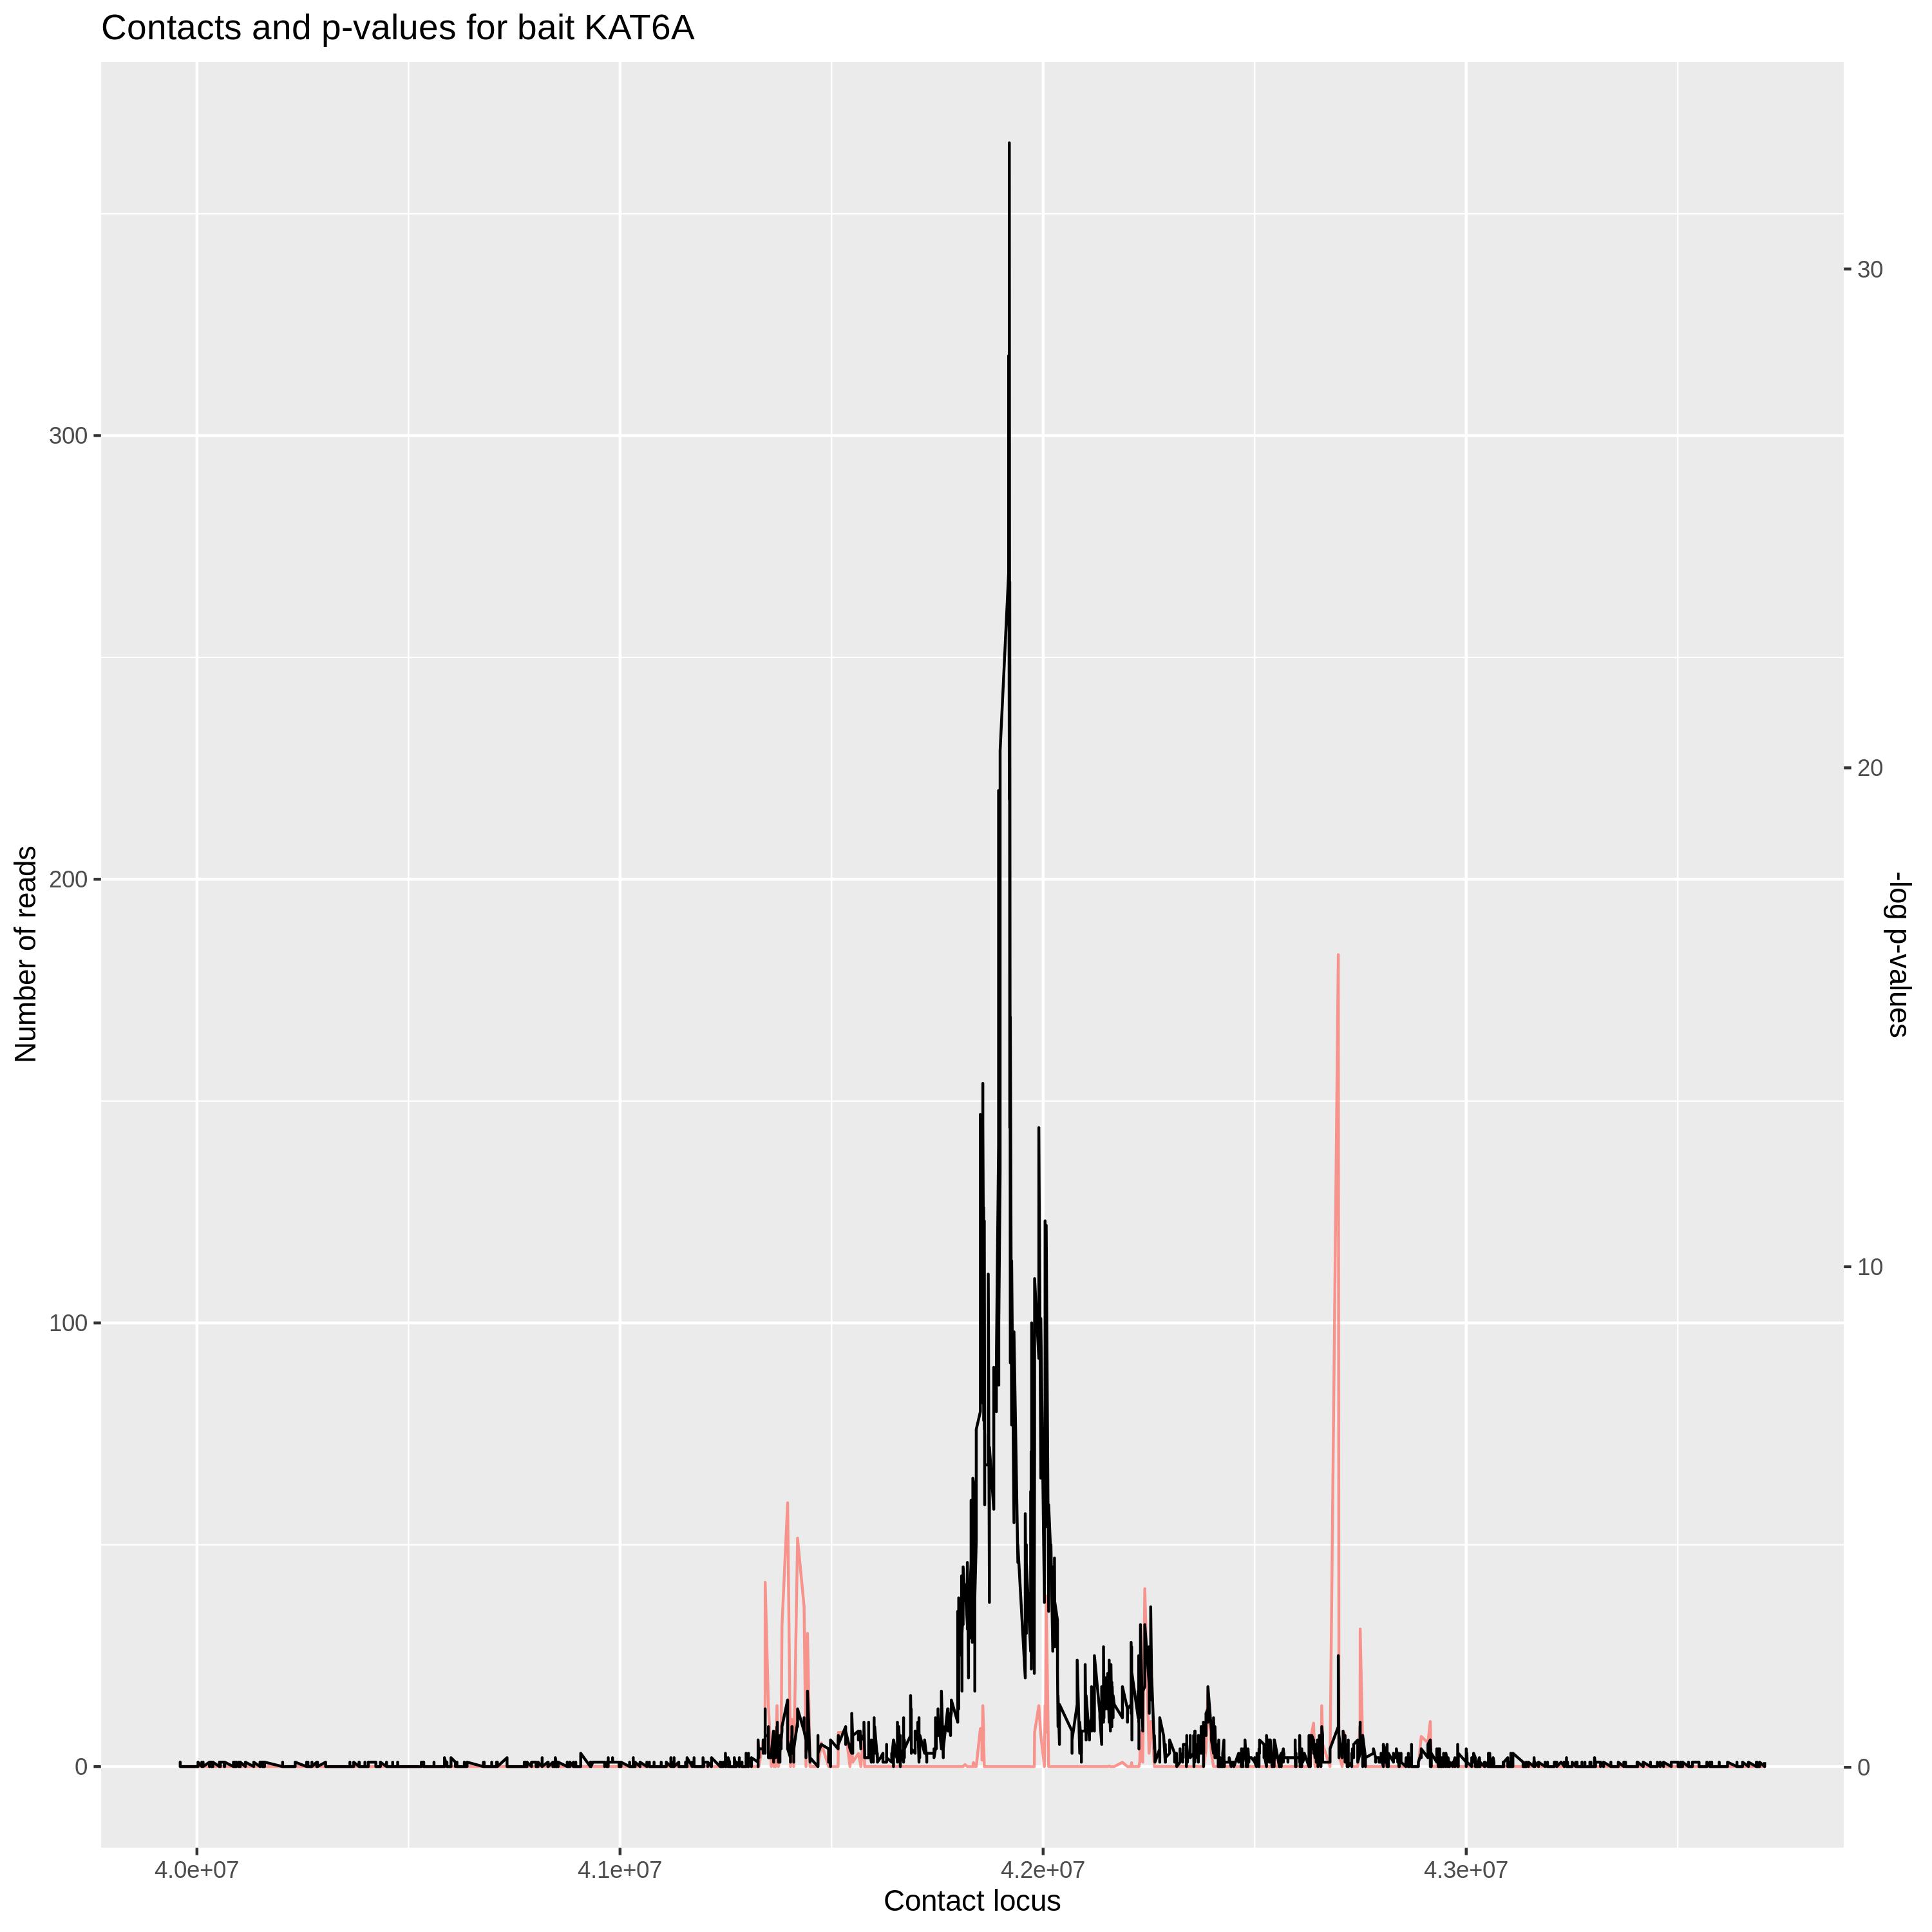 Contacts and p-values for bait KAT6A
Number of reads
300
200
100
0
30
20
10
0
-log p-values
4.0e+07
4.1e+07
4.2e+07
4.3e+07
Contact locus